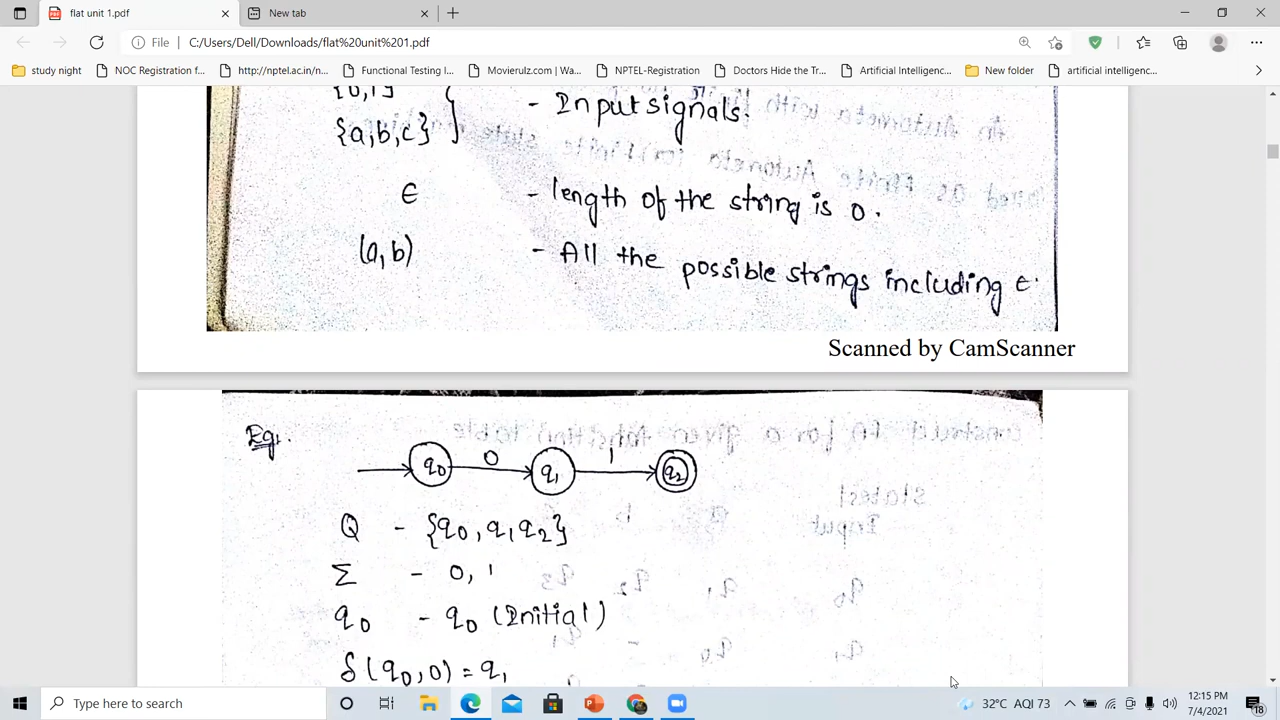 flat unit 1.pdf
New tab
File
C:/Users/Dell/Downloads/flat%20unit%201.pdf
study night
NOC Registration f...
http://nptel.ac.in/n...
Functional Testing I...
Movierulz.com | Wa...
NPTEL-Registration
Doctors Hide the Tr...
Artificial Intelligenc...
New folder
artificial intelligenc...
{0,1}
{a,b,c} - Input signals.
ϵ - length of the string is 0.
(a,b) - All the possible strings including ϵ.
Scanned by CamScanner
Eg:
q0 0 q1 1 q2
Q - {q0, q1 q2}
Σ - 0, 1
q0 - q0 (Initial)
δ(q0,0) = q1
Type here to search
32°C AQI 73
12:15 PM
7/4/2021
18